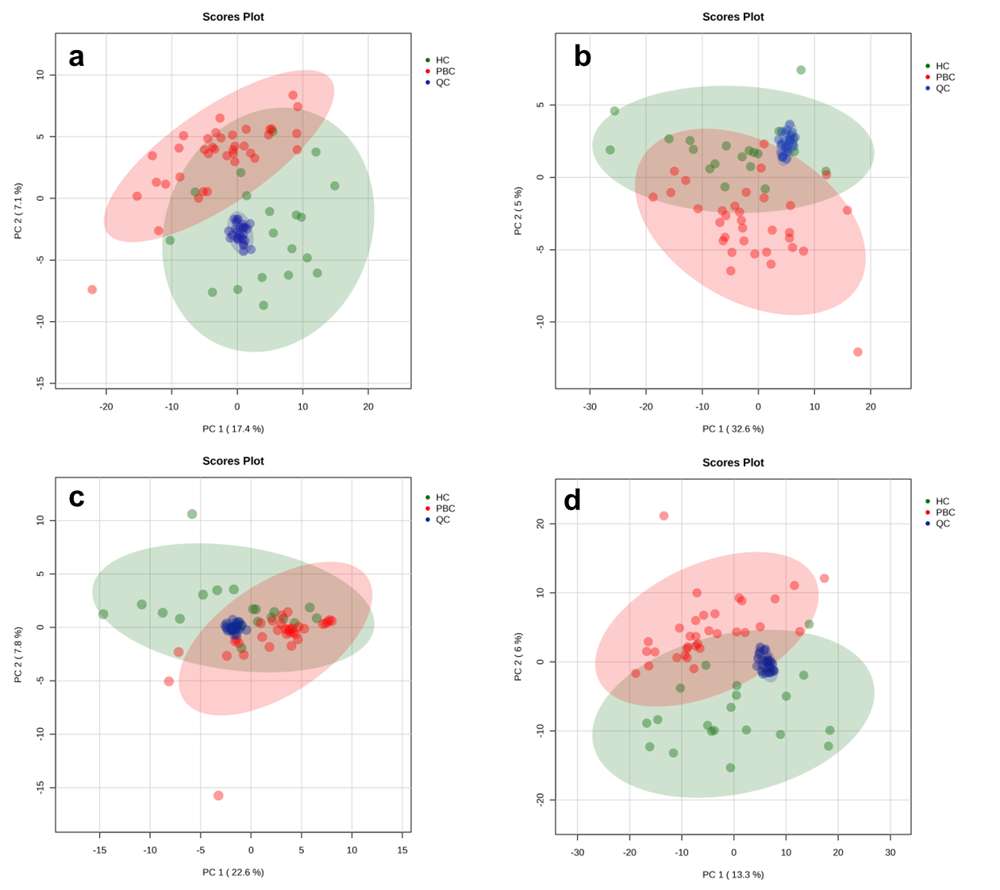 Scores Plot
a
HC
PBC
QC
10
5
0
-5
-10
-15
PC 2 ( 7.1 %)
-20 -10 0 10 20
PC 1 ( 17.4 %)
Scores Plot
b
HC
PBC
QC
5
0
-5
-10
PC 2 ( 5 %)
-30 -20 -10 0 10 20
PC 1 ( 32.6 %)
Scores Plot
c
HC
PBC
QC
10
5
0
-5
-10
-15
PC 2 ( 7.8 %)
-15 -10 -5 0 5 10 15
PC 1 ( 22.6 %)
Scores Plot
d
HC
PBC
QC
20
10
0
-10
-20
PC 2 ( 6 %)
-30 -20 -10 0 10 20 30
PC 1 ( 13.3 %)